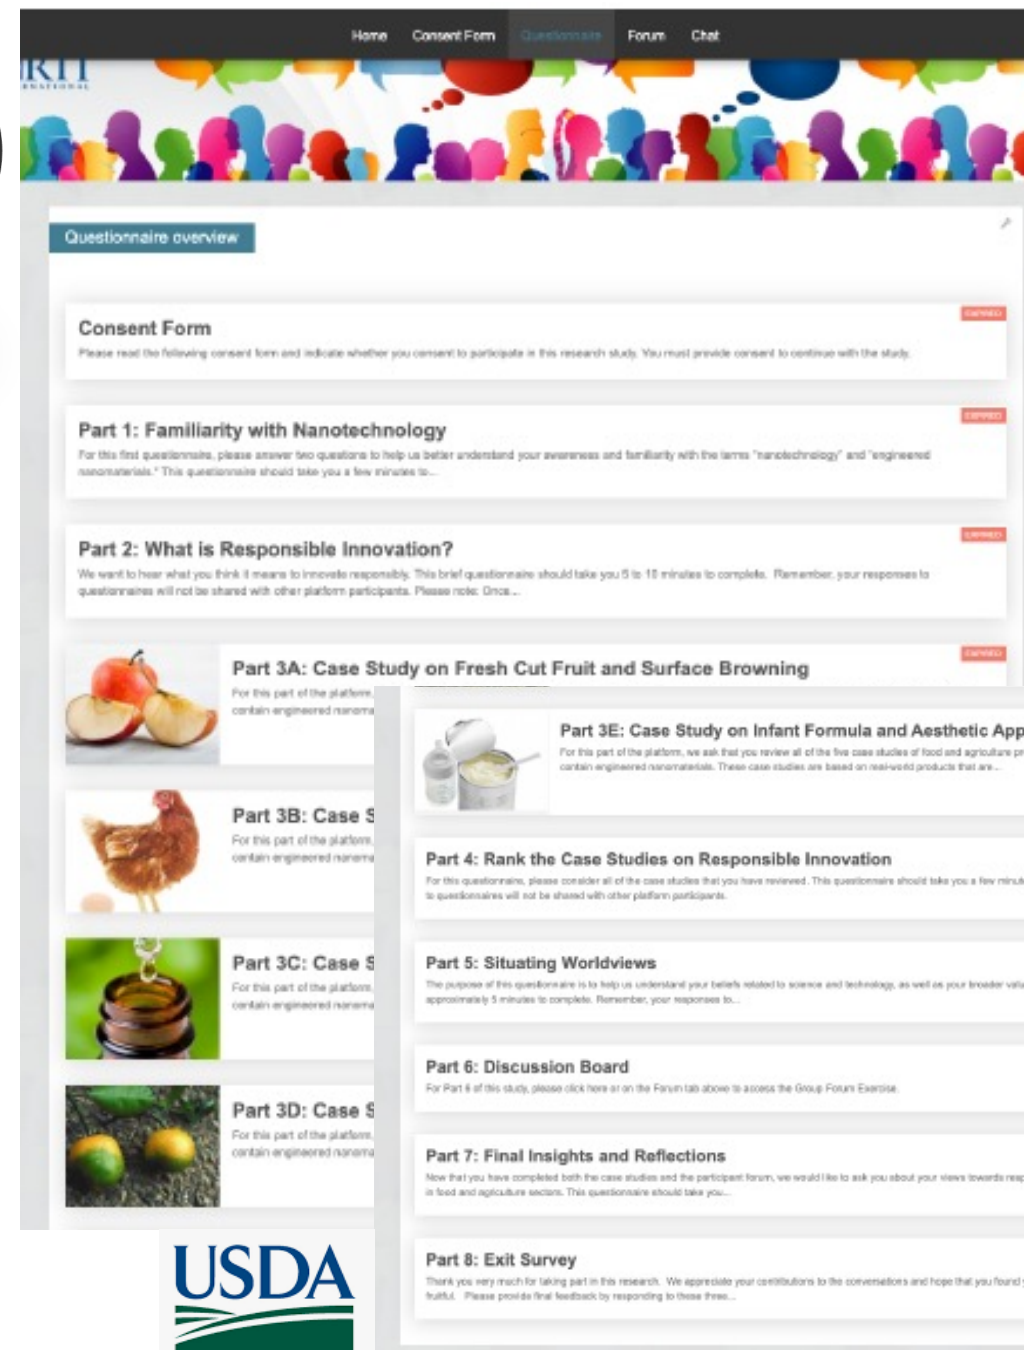 Home Consent Form Questionnaire Forum Chat
RTI
Questionnaire overview
EXPIRED
Consent Form
Please read the following consent form and indicate whether you consent to participate in this research study. You must provide consent to continue with the study.
EXPIRED
Part 1: Familiarity with Nanotechnology
For this first questionnaire, please answer two questions to help us better understand your awareness and familiarity with the terms "nanotechnology" and "engineered
nanomaterials." This questionnaire should take you a few minutes to...
EXPIRED
Part 2: What is Responsible Innovation?
We want to hear what you think it means to innovate responsibly. This brief questionnaire should take you 5 to 10 minutes to complete. Remember, your responses to
questionnaires will not be shared with other platform participants. Please note: Once...
EXPIRED
Part 3A: Case Study on Fresh Cut Fruit and Surface Browning
For this part of the platform,
contain engineered
Part 3B: Case S
For this part of the platform,
contain engineered
Part 3C: Case S
For this part of the platform,
contain engineered
Part 3D: Case S
For this part of the platform,
contain engineered
Part 3E: Case Study on Infant Formula and Aesthetic App
For this part of the platform, we ask that you review all of the five case studies of food and agriculture pr
contain engineered nanomaterials. These case studies are based on real-world products that are...
Part 4: Rank the Case Studies on Responsible Innovation
For this questionnaire, please consider all of the case studies that you have reviewed. This questionnaire should take you a few minut
to questionnaires will not be shared with other platform participants.
Part 5: Situating Worldviews
The purpose of this questionnaire is to help us understand your beliefs related to science and technology, as well as your broader valu
approximately 5 minutes to complete. Remember, your responses to...
Part 6: Discussion Board
For Part 6 of this study, please click here or on the Forum tab above to access the Group Forum Exercise.
Part 7: Final Insights and Reflections
Now that you have completed both the case studies and the participant forum, we would like to ask you about your views towards resp
in food and agriculture sectors. This questionnaire should take you...
Part 8: Exit Survey
Thank you very much for taking part in this research. We appreciate your contributions to the conversations and hope that you found y
fruitful. Please provide final feedback by responding to these three...
USDA